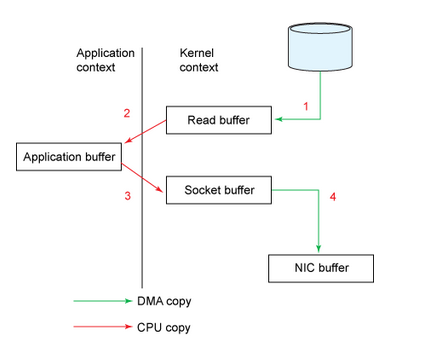 Application
context
Kernel
context
1
2
Read buffer
Application buffer
3
Socket buffer
4
NIC buffer
DMA copy
CPU copy